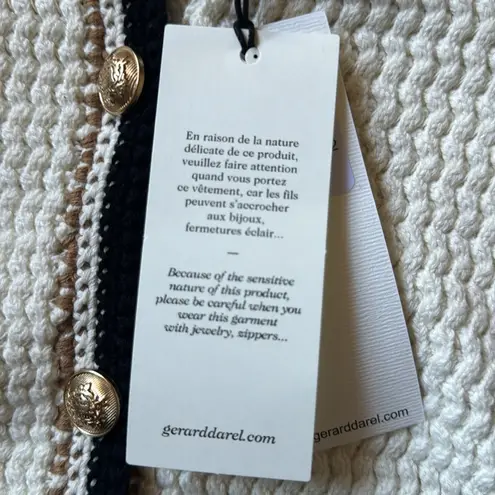 En raison de la nature
délicate de ce produit,
veuillez faire attention
quand vous portez
ce vêtement, car les fils
peuvent s'accrocher
aux bijoux,
fermetures éclair...
—
Because of the sensitive
nature of this product,
please be careful when you
wear this garment
with jewelry, zippers...
gerarddarel.com
gerarddarel.com
2